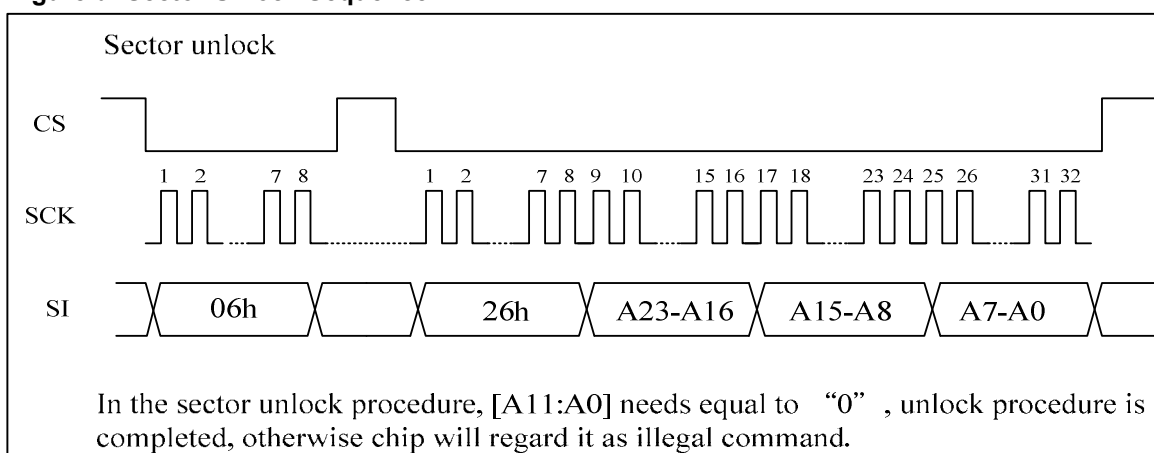 Sector unlock
CS
1 2 7 8 1 2 7 8 9 10 15 16 17 18 23 24 25 26 31 32
SCK
SI 06h 26h A23-A16 A15-A8 A7-A0
In the sector unlock procedure, [A11:A0] needs equal to “0”, unlock procedure is
completed, otherwise chip will regard it as illegal command.